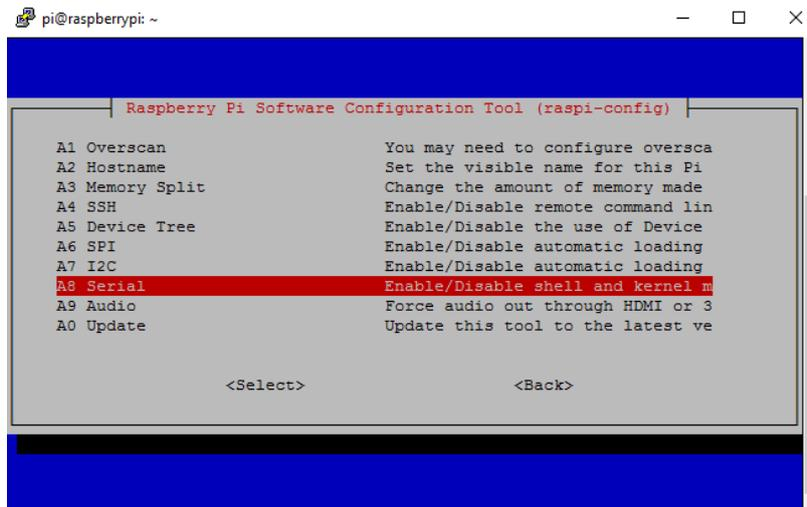 pi@raspberrypi: ~
Raspberry Pi Software Configuration Tool (raspi-config)
A1 Overscan You may need to configure oversca
A2 Hostname Set the visible name for this Pi
A3 Memory Split Change the amount of memory made
A4 SSH Enable/Disable remote command lin
A5 Device Tree Enable/Disable the use of Device
A6 SPI Enable/Disable automatic loading
A7 I2C Enable/Disable automatic loading
A8 Serial Enable/Disable shell and kernel m
A9 Audio Force audio out through HDMI or 3
A0 Update Update this tool to the latest ve
<Select> <Back>